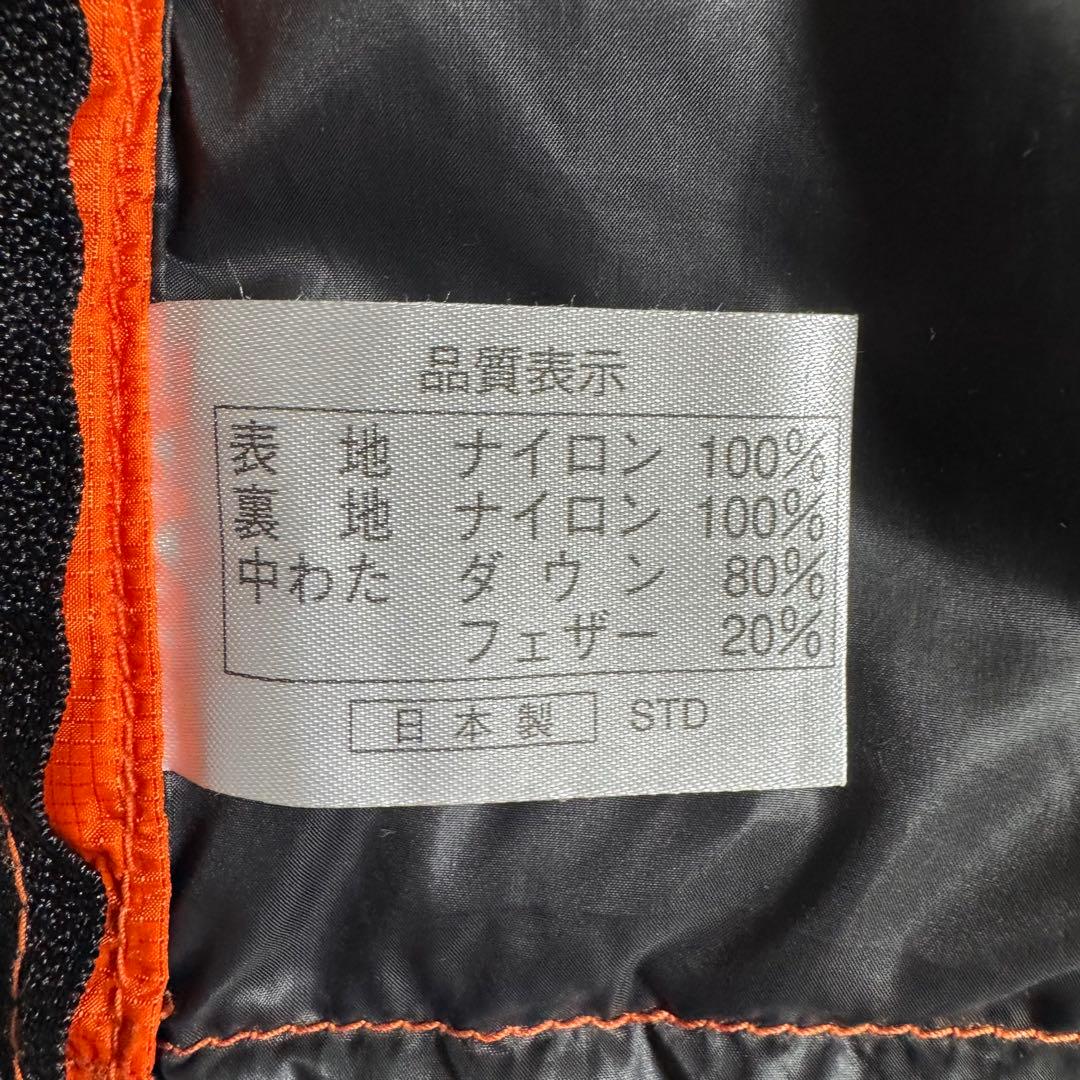 品質表示
表 地 ナイロン 100%
裏 地 ナイロン 100%
中わた ダウン 80%
フェザー 20%
日本製 STD